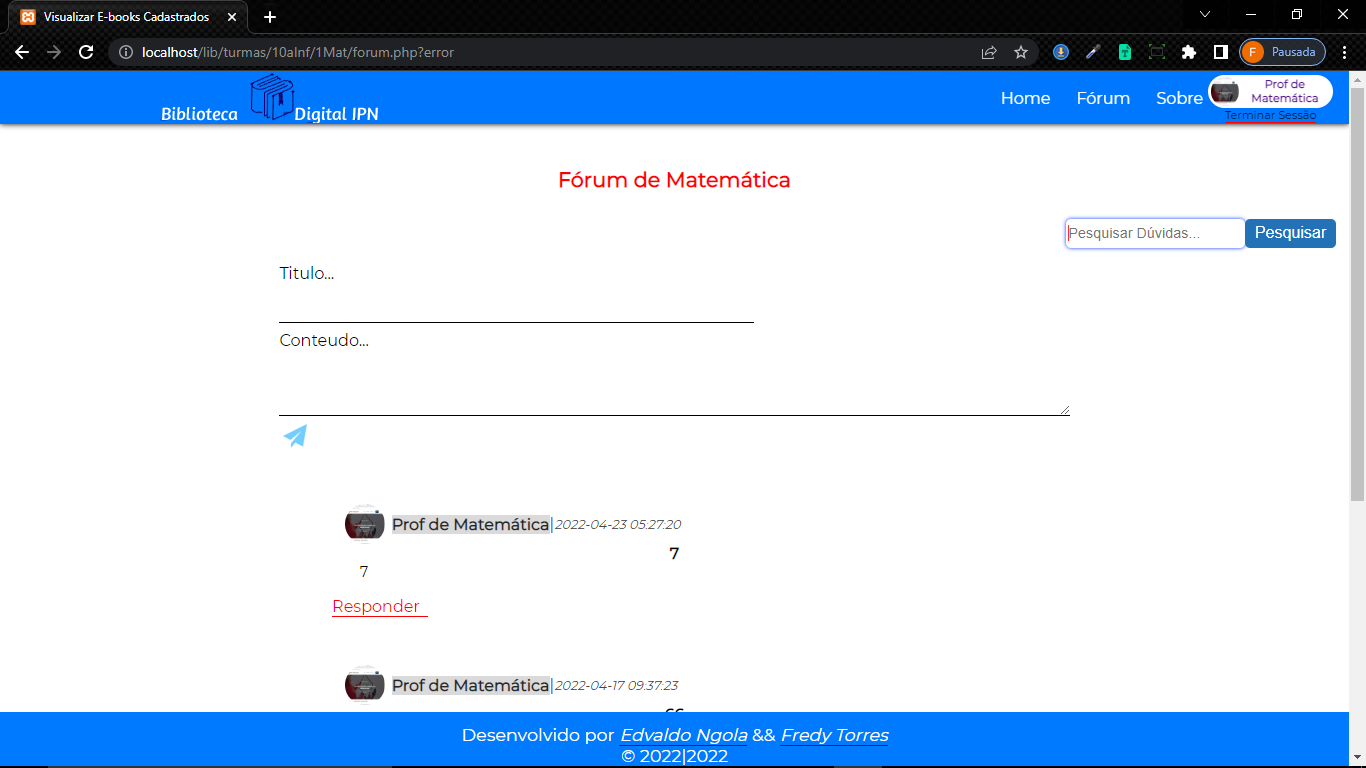 Visualizar E-books Cadastrados
localhost/lib/turmas/10aInf/1Mat/forum.php?error
F Pausada
Biblioteca Digital IPN
Home Fórum Sobre
Prof de
Matemática
Terminar Sessão
Fórum de Matemática
Pesquisar Dúvidas... Pesquisar
Titulo...
Conteudo...
Prof de Matemática| 2022-04-23 05:27:20
7
7
Responder
Prof de Matemática| 2022-04-17 09:37:23
Desenvolvido por Edvaldo Ngola && Fredy Torres
© 2022|2022